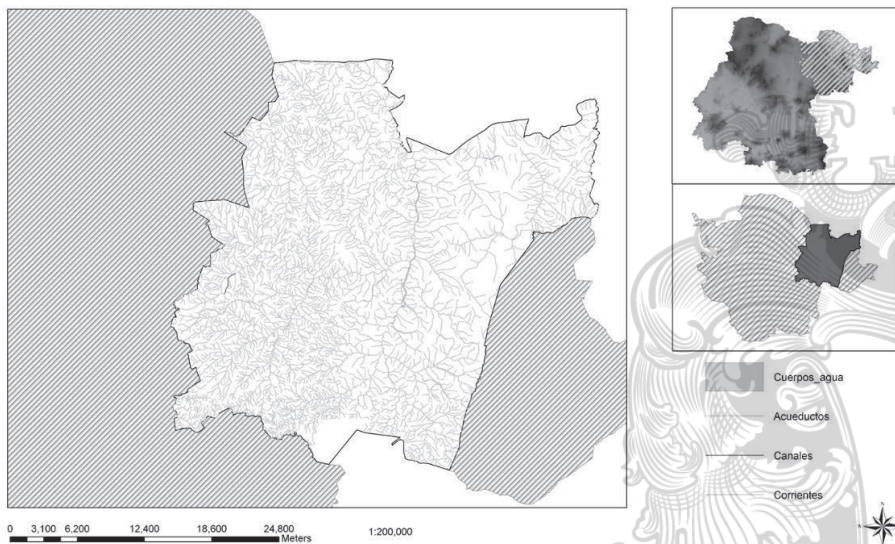 Cuerpos_agua
Acueductos
Canales
Corrientes
0 3,100 6,200 12,400 18,600 24,800
Meters
1:200,000